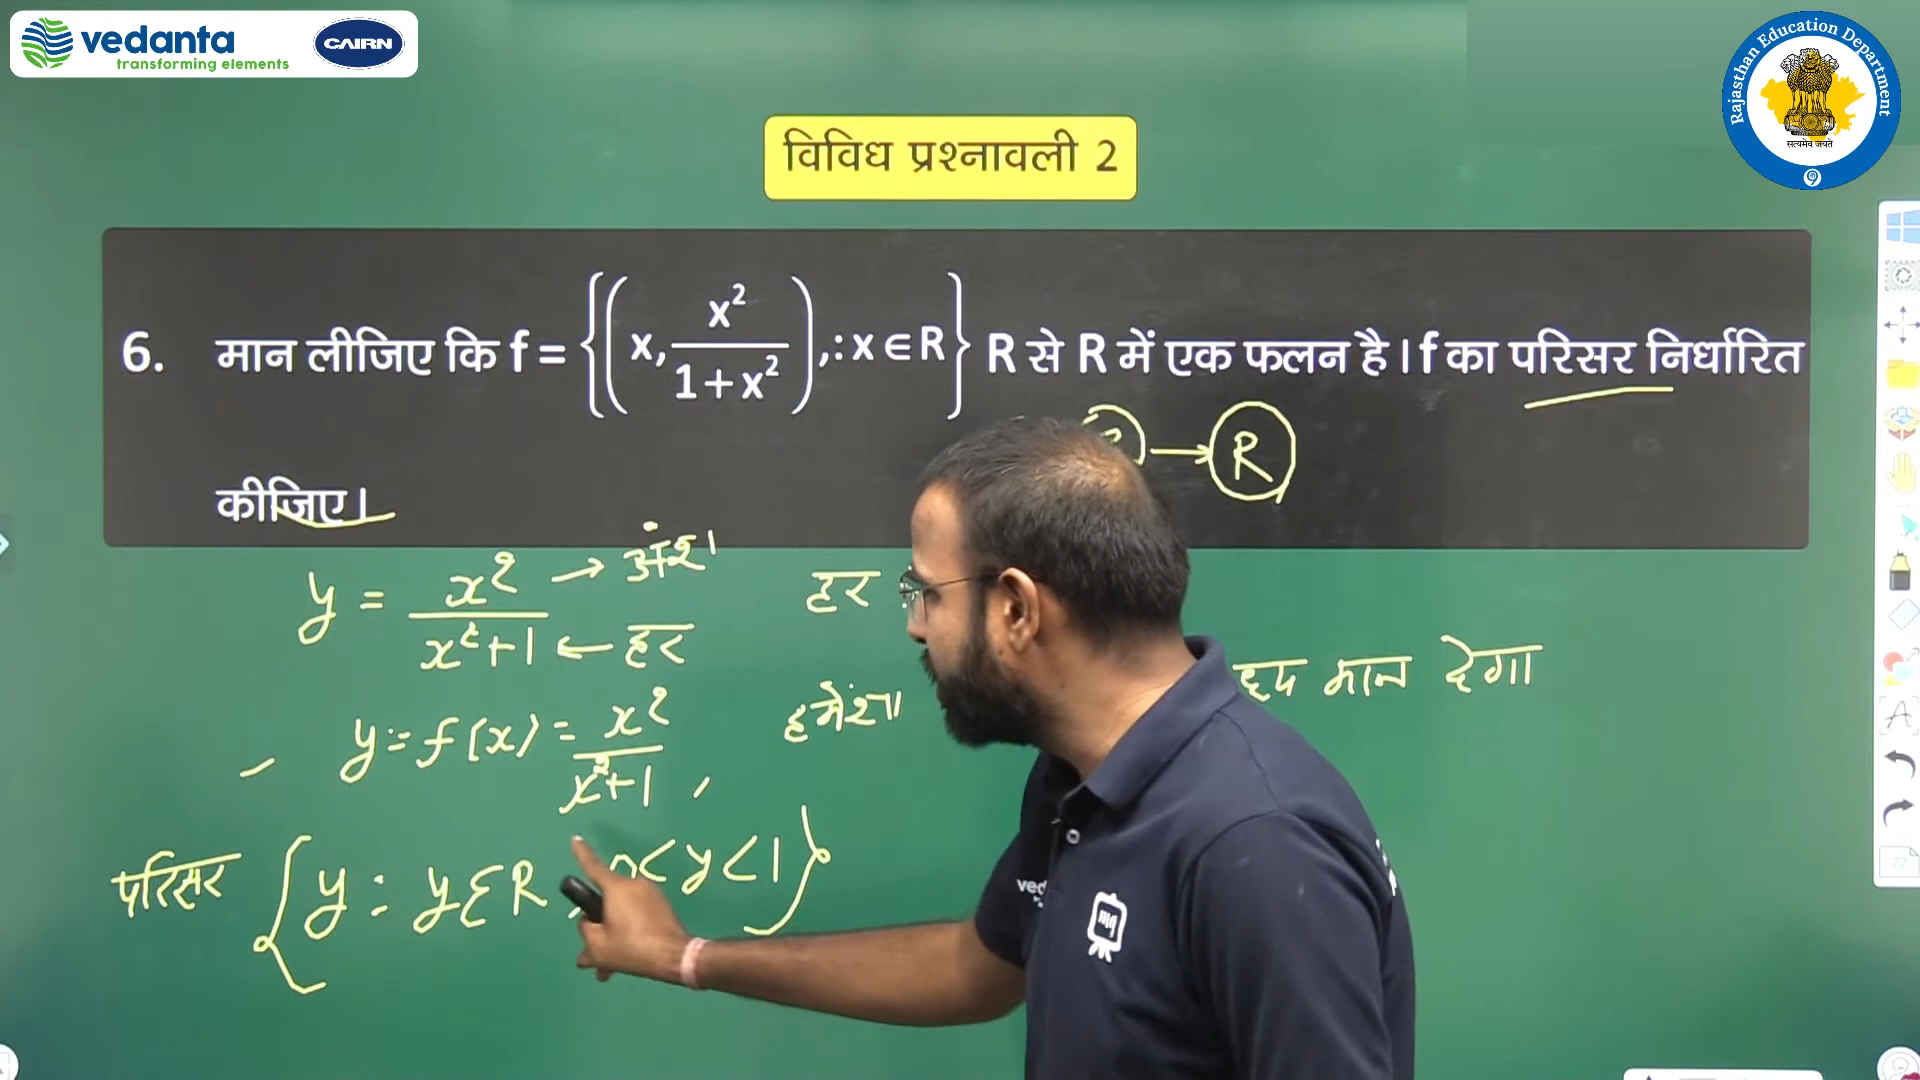 vedanta
transforming elements
CAIRN
Rajasthan Education Department
सत्यमेव जयते
विविध प्रश्नावली 2
6. मान लीजिए कि f = {(x, x²/1+x²),: x ∈ R} R से R में एक फलन है। f का परिसर निर्धारित
कीजिए।
→ R
y = x²/x²+1 → अंश ← हर
हर
हमेशा
मान देगा
y = f(x) = x²/x²+1
परिसर { y : y ∈ R, < y < 1 }